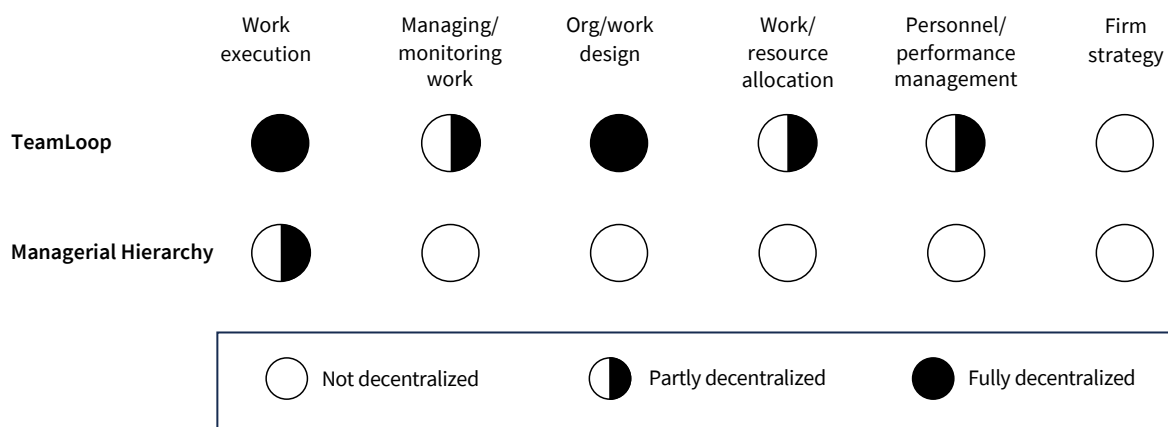 Work
execution
Managing/
monitoring
work
Org/work
design
Work/
resource
allocation
Personnel/
performance
management
Firm
strategy
TeamLoop
Managerial Hierarchy
Not decentralized
Partly decentralized
Fully decentralized